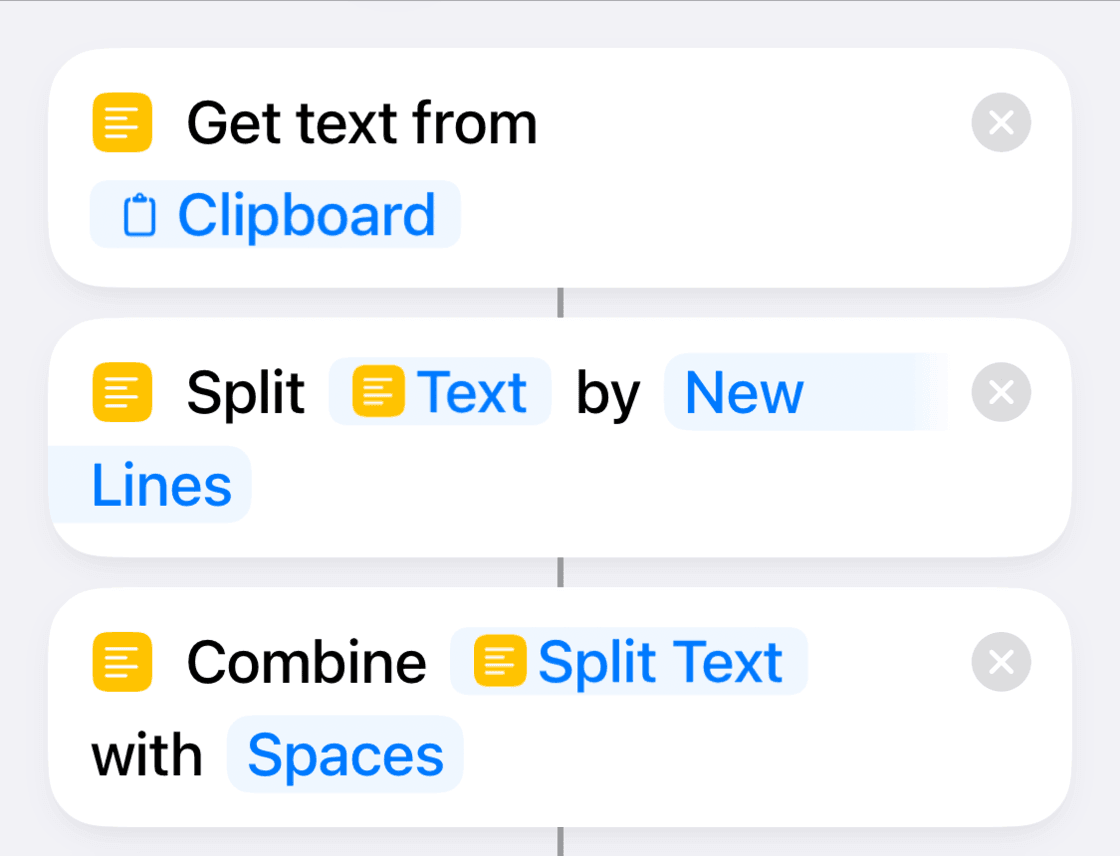 Get text from
Clipboard
Split Text by New
Lines
Combine Split Text
with Spaces